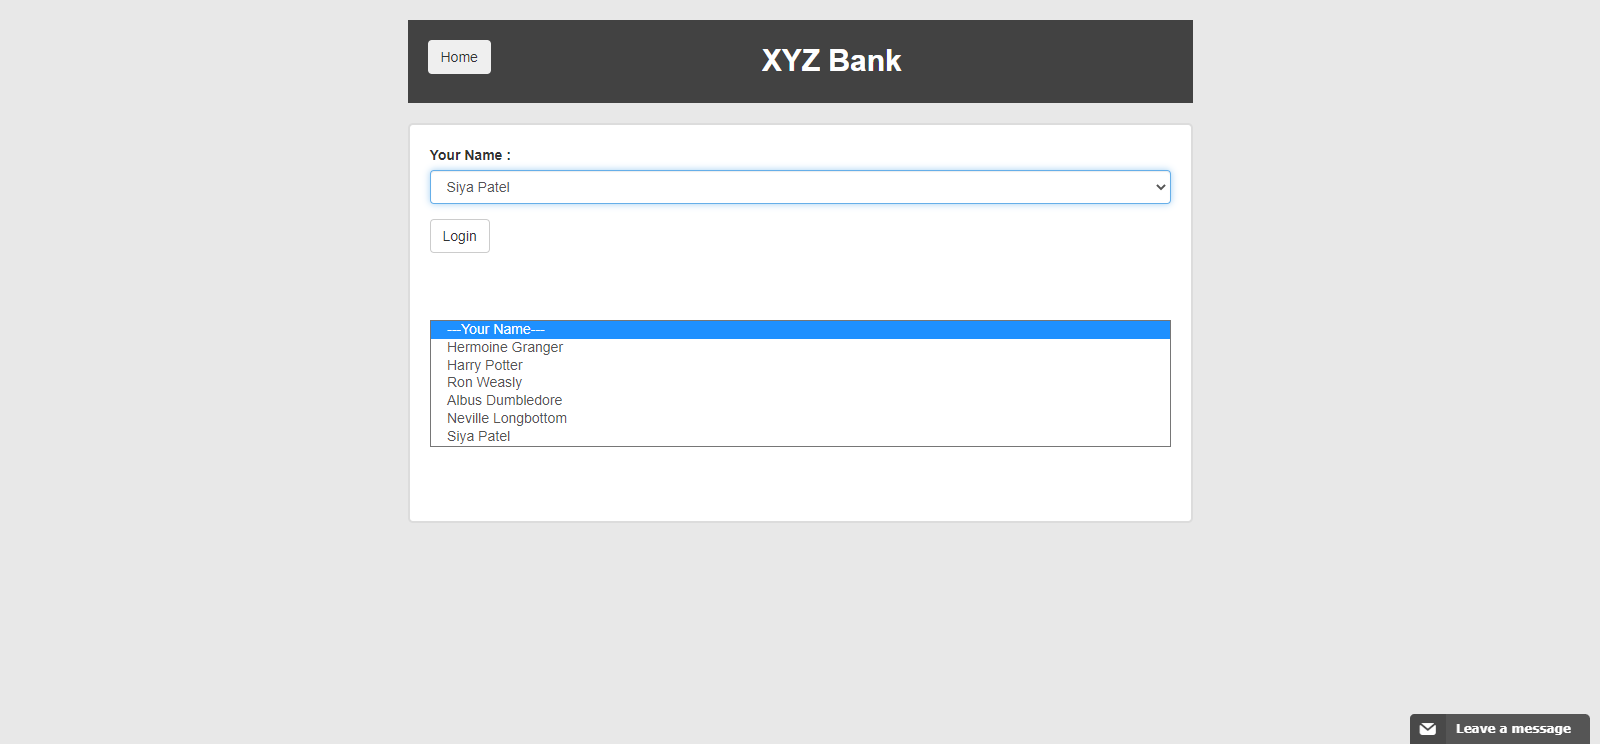 Home
XYZ Bank
Your Name :
Siya Patel
Login
---Your Name---
Hermoine Granger
Harry Potter
Ron Weasly
Albus Dumbledore
Neville Longbottom
Siya Patel
Leave a message